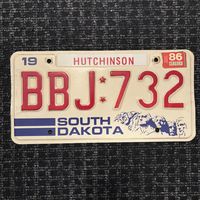 19 86
HUTCHINSON
BBJ 732
SOUTH
DAKOTA